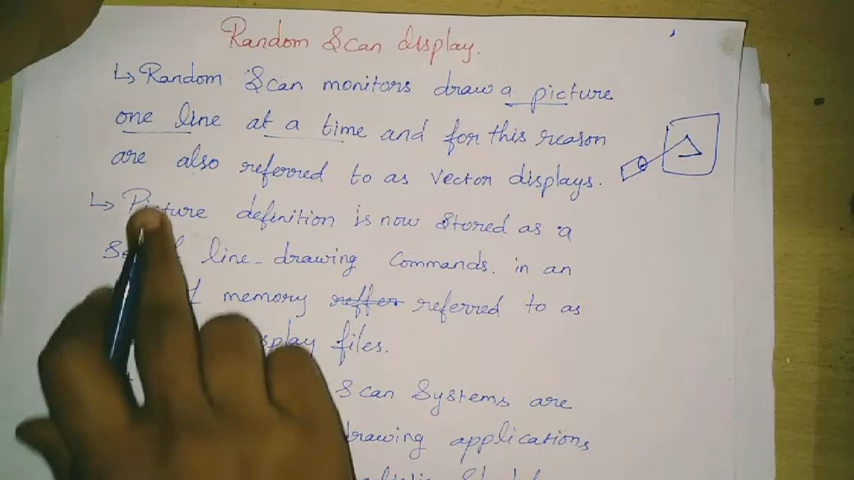 Random Scan display.
↳ Random Scan monitors draw a picture
one line at a time and for this reason
are also referred to as vector displays.
↳ Picture definition is now stored as a
line-drawing commands. in an
memory reffer referred to as
files.
Scan Systems are
drawing applications